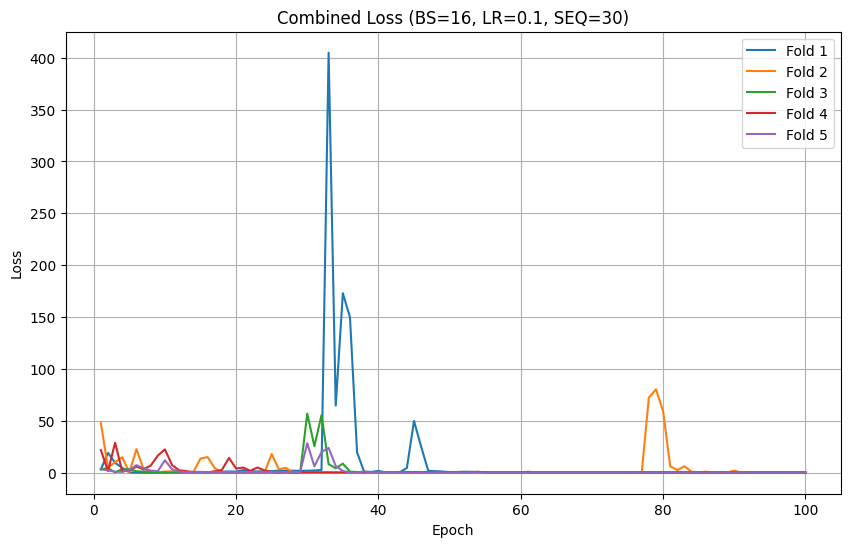 Combined Loss (BS=16, LR=0.1, SEQ=30)
Loss
400
350
300
250
200
150
100
50
0
0 20 40 60 80 100
Epoch
Fold 1
Fold 2
Fold 3
Fold 4
Fold 5